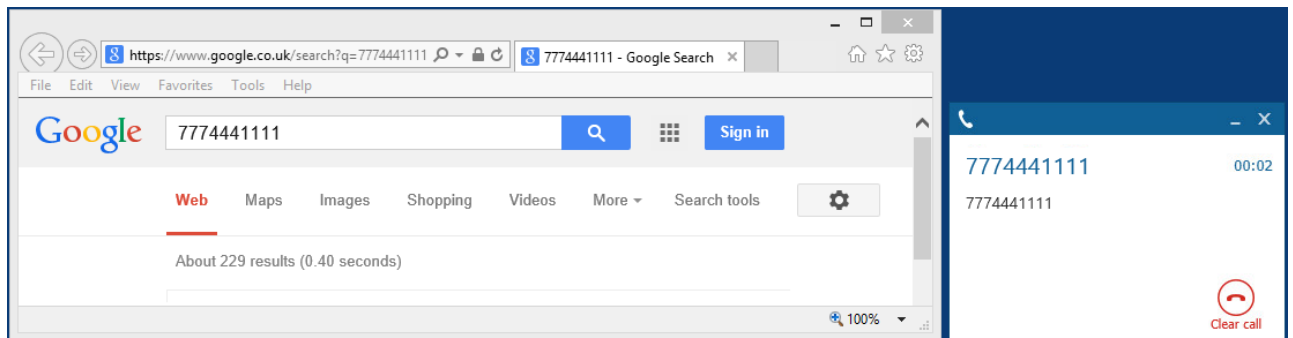 https://www.google.co.uk/search?q=7774441111
7774441111 - Google Search
File Edit View Favorites Tools Help
Google 7774441111 Sign in
Web Maps Images Shopping Videos More Search tools
About 229 results (0.40 seconds)
100%
7774441111 00:02
7774441111
Clear call